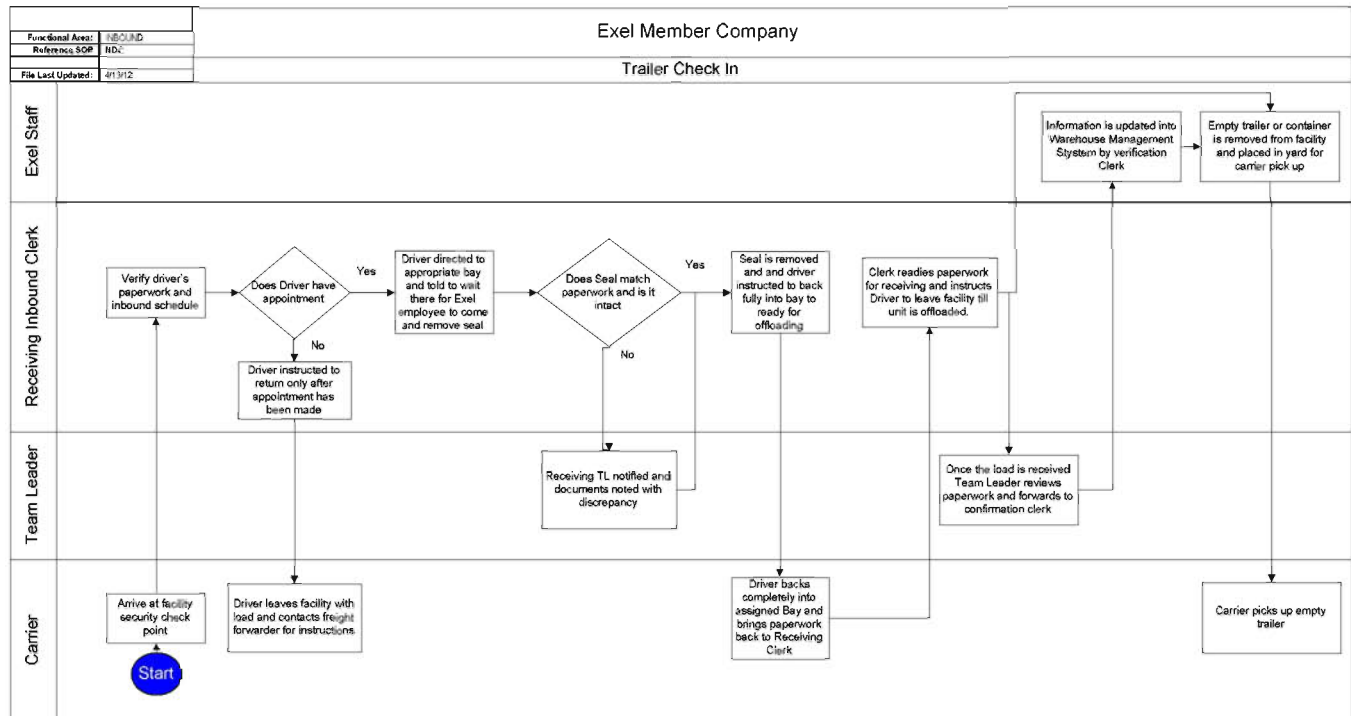 Exel Member Company
Functional Area: INBOUND
Reference SOP
File Last Updated: 4/13/12
Trailer Check In
Exel Staff
Information is updated into
Warehouse Management
Stystem by verification
Clerk
Empty trailer or container
is removed from facility
and placed in yard for
carrier pick up
Receiving Inbound Clerk
Verify driver's
paperwork and
inbound schedule
Does Driver have
appointment
Yes
No
Driver instructed to
return only after
appointment has
been made
Driver directed to
appropriate bay
and told to wait
there for Exel
employee to come
and remove seal
Does Seal match
paperwork and is it
intact
Yes
No
Seal is removed
and and driver
instructed to back
fully into bay to
ready for
offloading
Clerk readies paperwork
for receiving and instructs
Driver to leave facility till
unit is offloaded.
Team Leader
Receiving TL notified and
documents noted with
discrepancy
Once the load is received
Team Leader reviews
paperwork and forwards to
confirmation clerk
Carrier
Arrive at facility
security check
point
Start
Driver leaves facility with
load and contacts freight
forwarder for instructions
Driver backs
completely into
assigned Bay and
brings paperwork
back to Receiving
Clerk
Carrier picks up empty
trailer